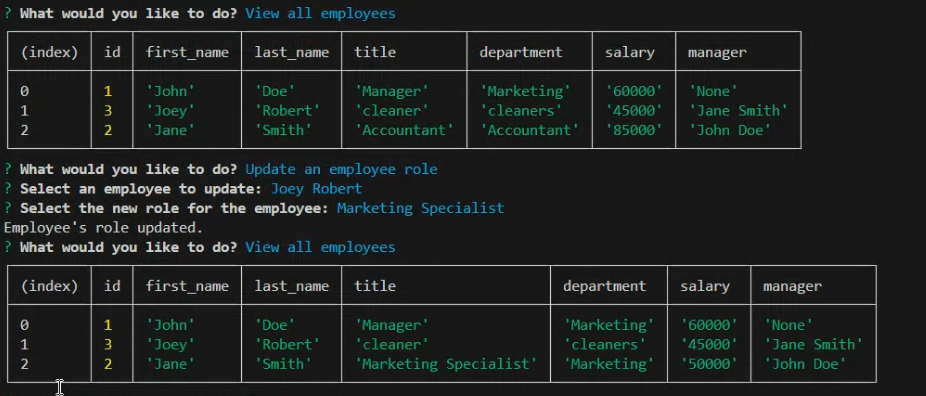 ? What would you like to do? View all employees
(index) id first_name last_name title department salary manager
0 1 'John' 'Doe' 'Manager' 'Marketing' '60000' 'None'
1 3 'Joey' 'Robert' 'cleaner' 'cleaners' '45000' 'Jane Smith'
2 2 'Jane' 'Smith' 'Accountant' 'Accountant' '85000' 'John Doe'
? What would you like to do? Update an employee role
? Select an employee to update: Joey Robert
? Select the new role for the employee: Marketing Specialist
Employee's role updated.
? What would you like to do? View all employees
(index) id first_name last_name title department salary manager
0 1 'John' 'Doe' 'Manager' 'Marketing' '60000' 'None'
1 3 'Joey' 'Robert' 'cleaner' 'cleaners' '45000' 'Jane Smith'
2 2 'Jane' 'Smith' 'Marketing Specialist' 'Marketing' '50000' 'John Doe'